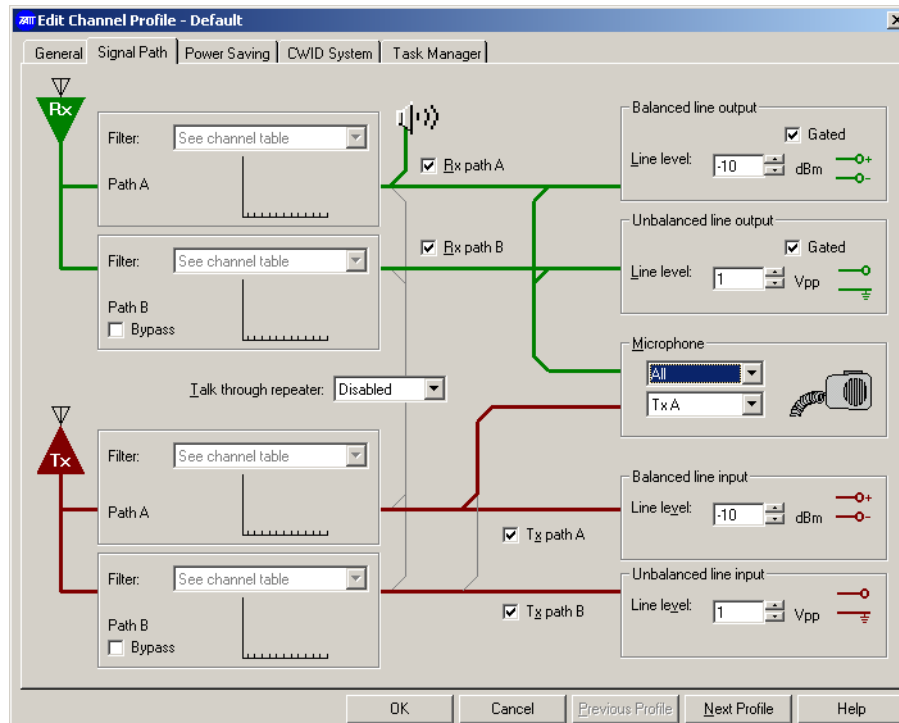 TAIT Edit Channel Profile - Default
General Signal Path Power Saving CWID System Task Manager
Rx
Filter: See channel table
Path A
Rx path A
Balanced line output
Gated
Line level: -10 dBm
Filter: See channel table
Path B
Bypass
Rx path B
Unbalanced line output
Gated
Line level: 1 Vpp
Microphone
All
Tx A
Talk through repeater: Disabled
Tx
Filter: See channel table
Path A
Tx path A
Balanced line input
Line level: -10 dBm
Filter: See channel table
Path B
Bypass
Tx path B
Unbalanced line input
Line level: 1 Vpp
OK Cancel Previous Profile Next Profile Help